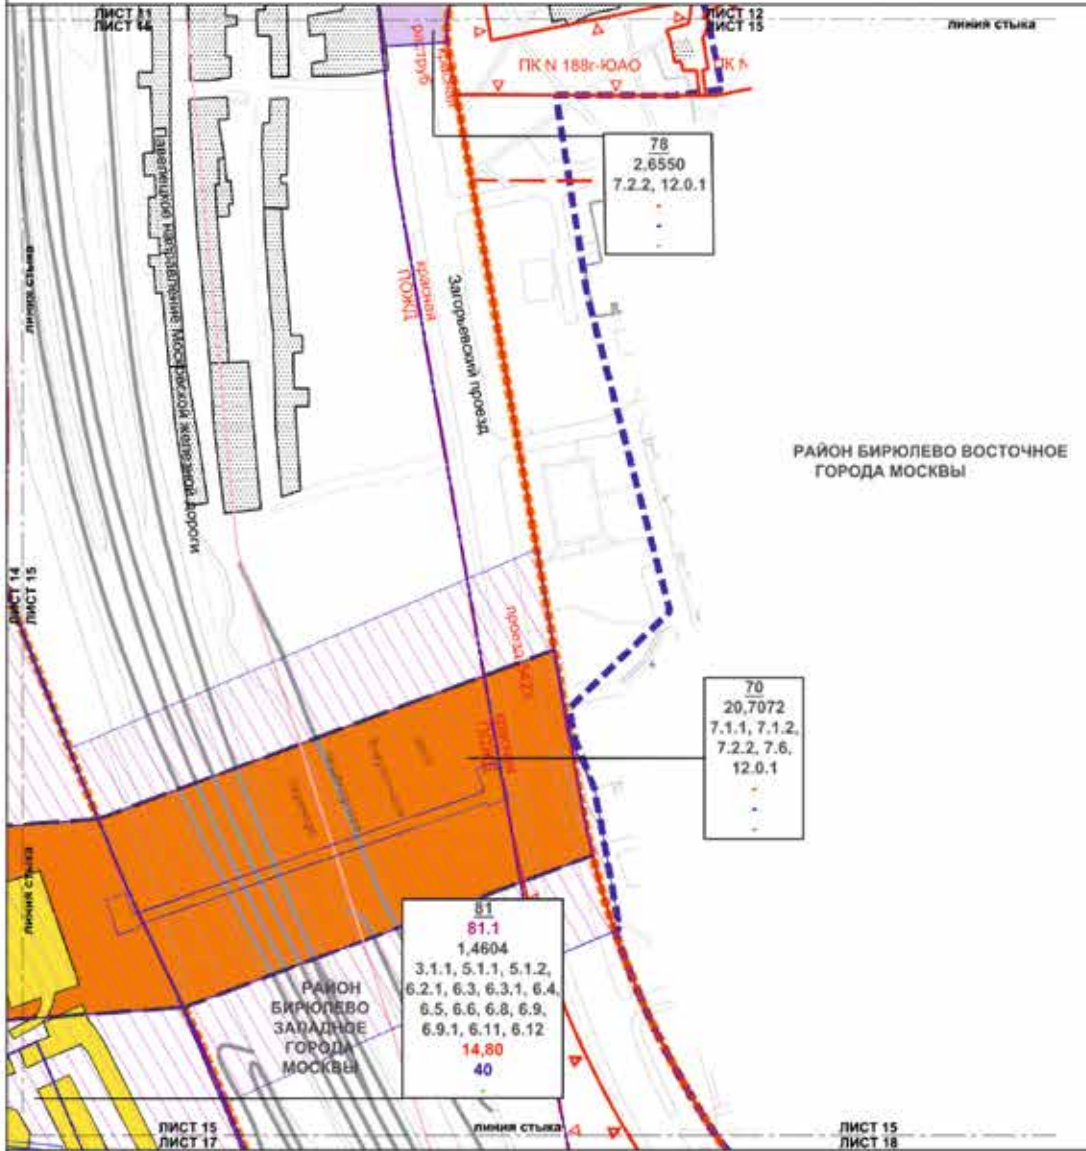 ЛИСТ 11
ЛИСТ 15
ЛИСТ 12
ЛИСТ 15
линия стыка
раструб
ПК N 188г-ЮАО
ПК N
78
2,6550
7.2.2, 12.0.1
-
-
-
Павелецкое направление Московской железной дороги
линия стыка
красная
ПОЖД
Загорьевский проезд
РАЙОН БИРЮЛЕВО ВОСТОЧНОЕ
ГОРОДА МОСКВЫ
ЛИСТ 14
ЛИСТ 15
70
20,7072
7.1.1, 7.1.2,
7.2.2, 7.6,
12.0.1
-
-
-
линия стыка
81
81.1
1,4604
3.1.1, 5.1.1, 5.1.2,
6.2.1, 6.3, 6.3.1, 6.4,
6.5, 6.6, 6.8, 6.9,
6.9.1, 6.11, 6.12
14,80
40
-
РАЙОН
БИРЮЛЕВО
ЗАПАДНОЕ
ГОРОДА
МОСКВЫ
ЛИСТ 15
ЛИСТ 17
линия стыка
ЛИСТ 15
ЛИСТ 18